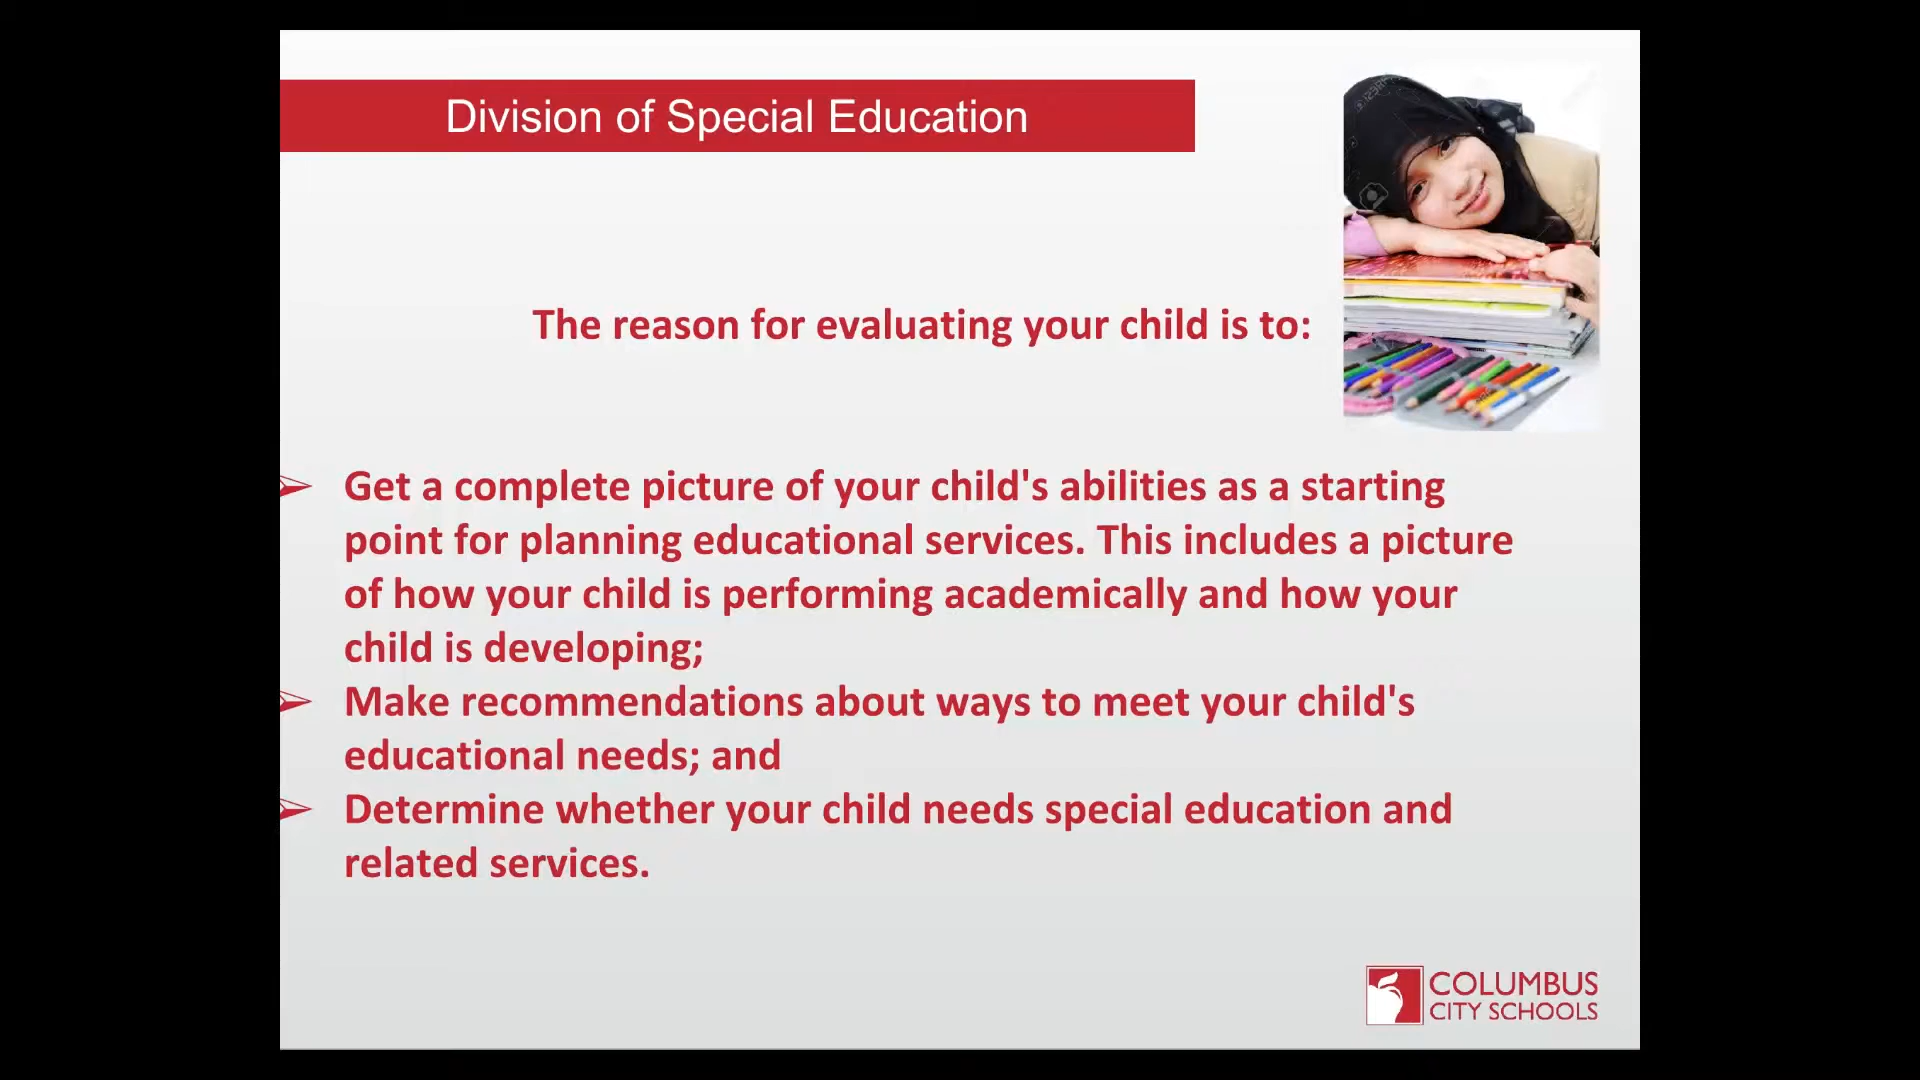 Division of Special Education
The reason for evaluating your child is to:
Get a complete picture of your child's abilities as a starting
point for planning educational services. This includes a picture
of how your child is performing academically and how your
child is developing;
Make recommendations about ways to meet your child's
educational needs; and
Determine whether your child needs special education and
related services.
COLUMBUS
CITY SCHOOLS